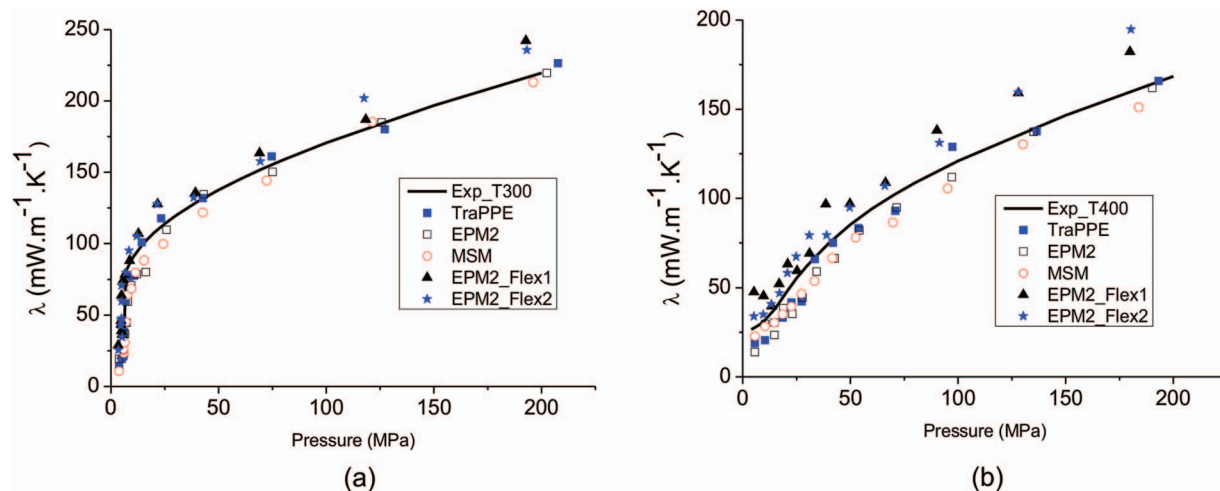 250
200
150
100
50
0
λ (mW.m⁻¹.K⁻¹)
Exp_T300
TraPPE
EPM2
MSM
EPM2_Flex1
EPM2_Flex2
0 50 100 150 200
Pressure (MPa)
(a)
200
150
100
50
0
λ (mW.m⁻¹.K⁻¹)
Exp_T400
TraPPE
EPM2
MSM
EPM2_Flex1
EPM2_Flex2
0 50 100 150 200
Pressure (MPa)
(b)